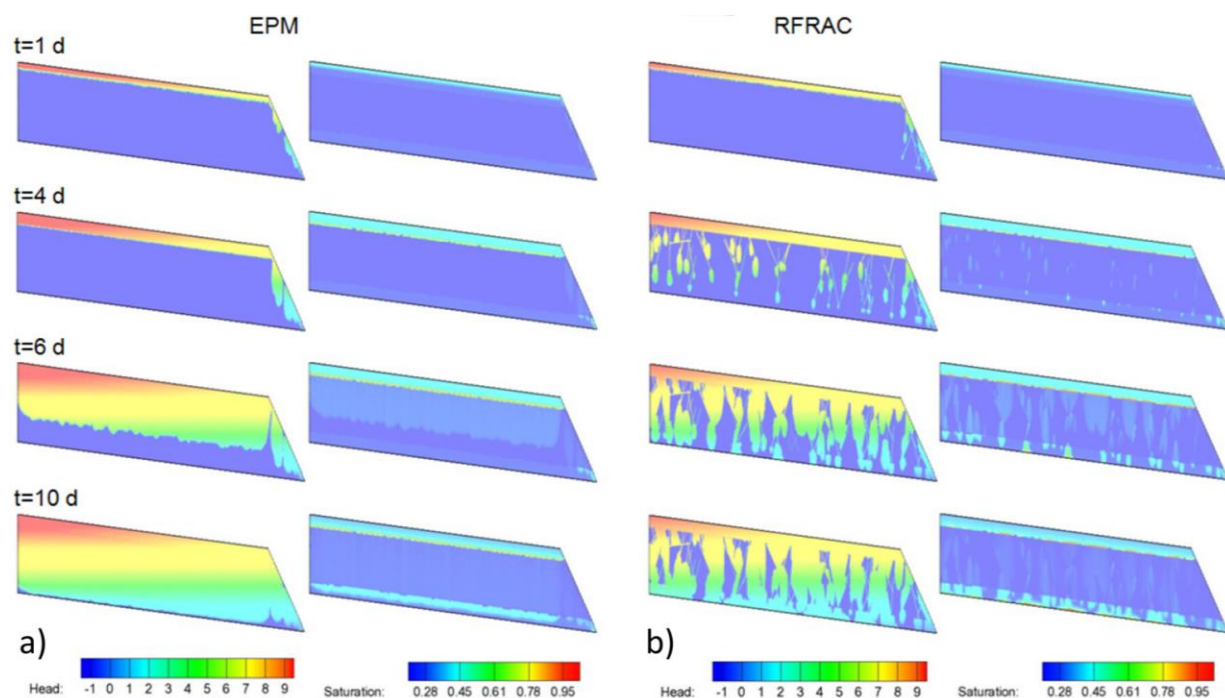 EPM
RFRAC
t=1 d
t=4 d
t=6 d
t=10 d
a)
b)
Head: -1 0 1 2 3 4 5 6 7 8 9
Saturation: 0.28 0.45 0.61 0.78 0.95
Head: -1 0 1 2 3 4 5 6 7 8 9
Saturation: 0.28 0.45 0.61 0.78 0.95